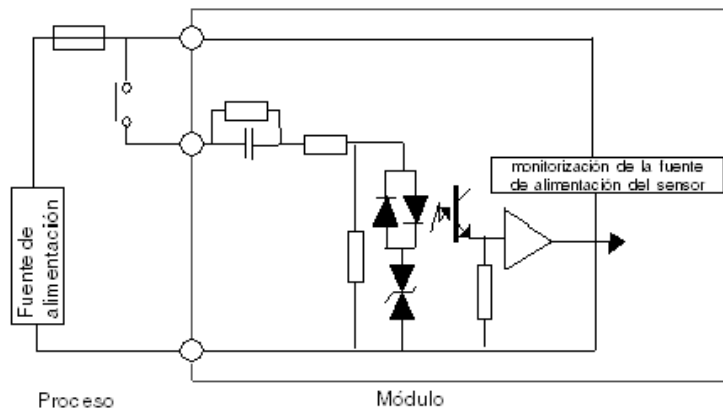 monitorización de la fuente
de alimentación del sensor
Fuente de
alimentación
Proceso
Módulo